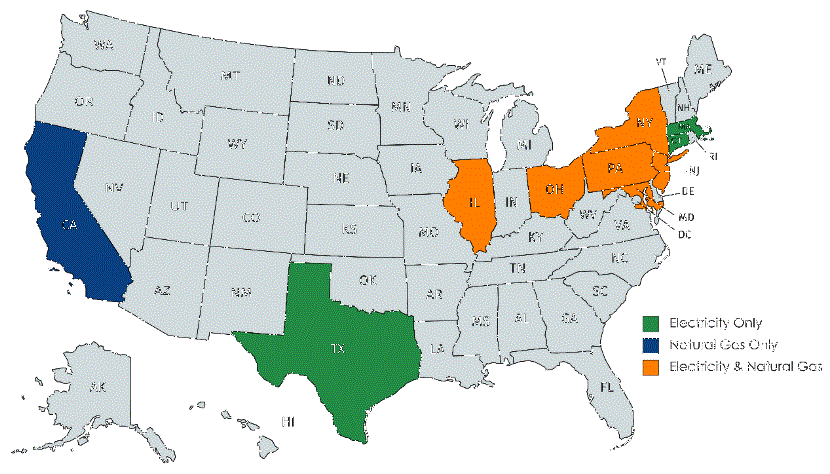 WA
MT
ND
MN
VT
ME
OR
ID
SD
WI
MI
NY
NH
MA
WY
RI
CT
IA
PA
NJ
NE
NV
IL
IN
OH
DE
UT
CO
MD
CA
KS
MO
WV
VA
DC
KY
NC
TN
AZ
NM
OK
AR
SC
MS
AL
GA
TX
LA
Electricity Only
Natural Gas Only
Electricity & Natural Gas
AK
FL
HI